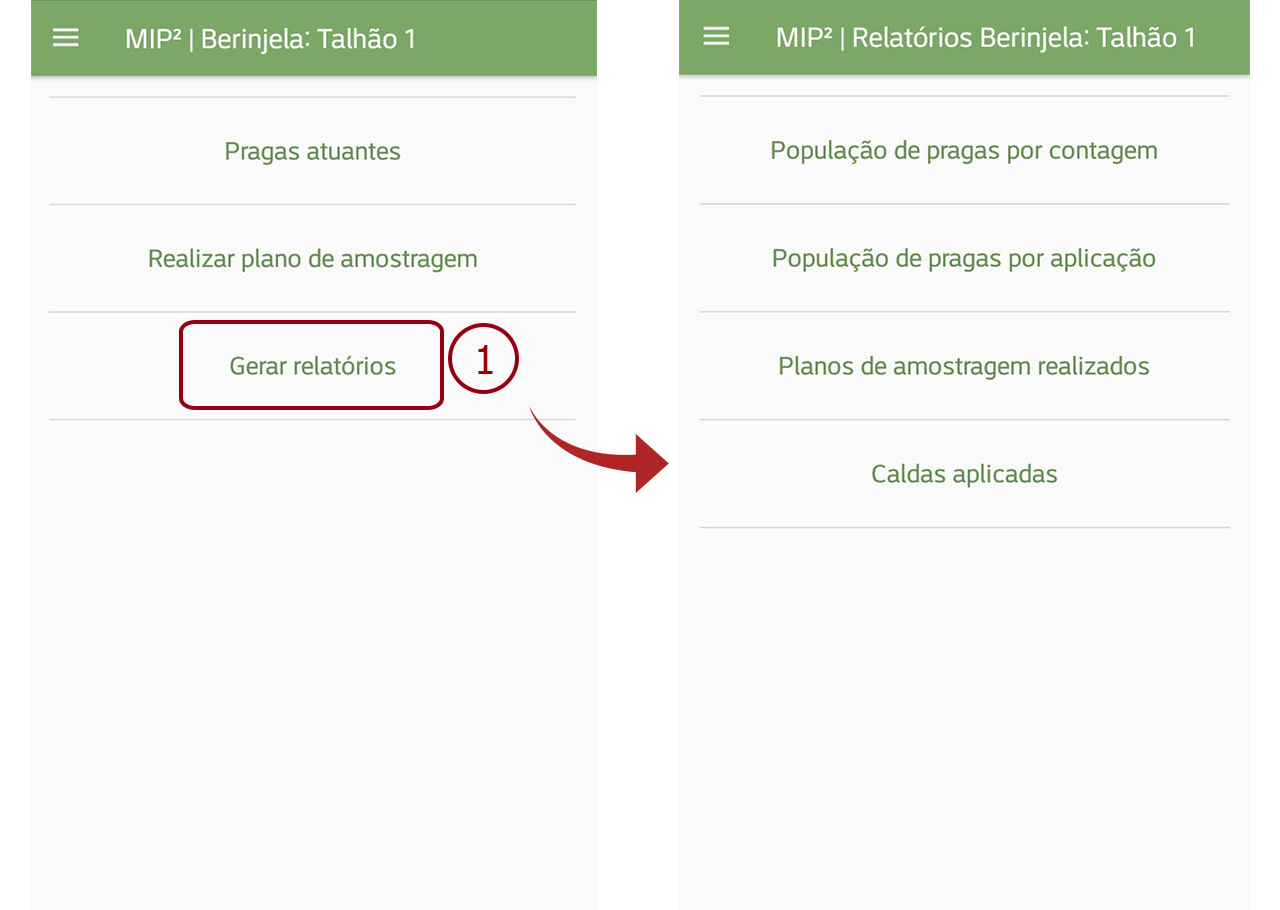 MIP² | Berinjela: Talhão 1
Pragas atuantes
Realizar plano de amostragem
Gerar relatórios
1
MIP² | Relatórios Berinjela: Talhão 1
População de pragas por contagem
População de pragas por aplicação
Planos de amostragem realizados
Caldas aplicadas